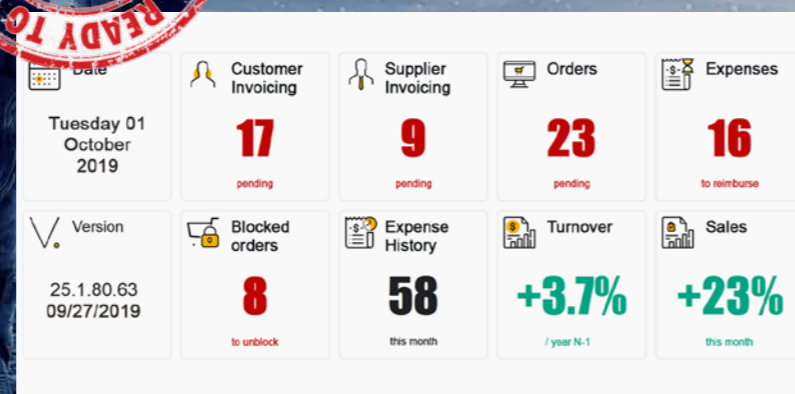 READY TO
Date
Customer
Invoicing
Supplier
Invoicing
Orders
Expenses
Tuesday 01
October
2019
17
9
23
16
pending
pending
pending
to reimburse
Version
Blocked
orders
Expense
History
Turnover
Sales
25.1.80.63
09/27/2019
8
58
+3.7%
+23%
to unblock
this month
/ year N-1
this month